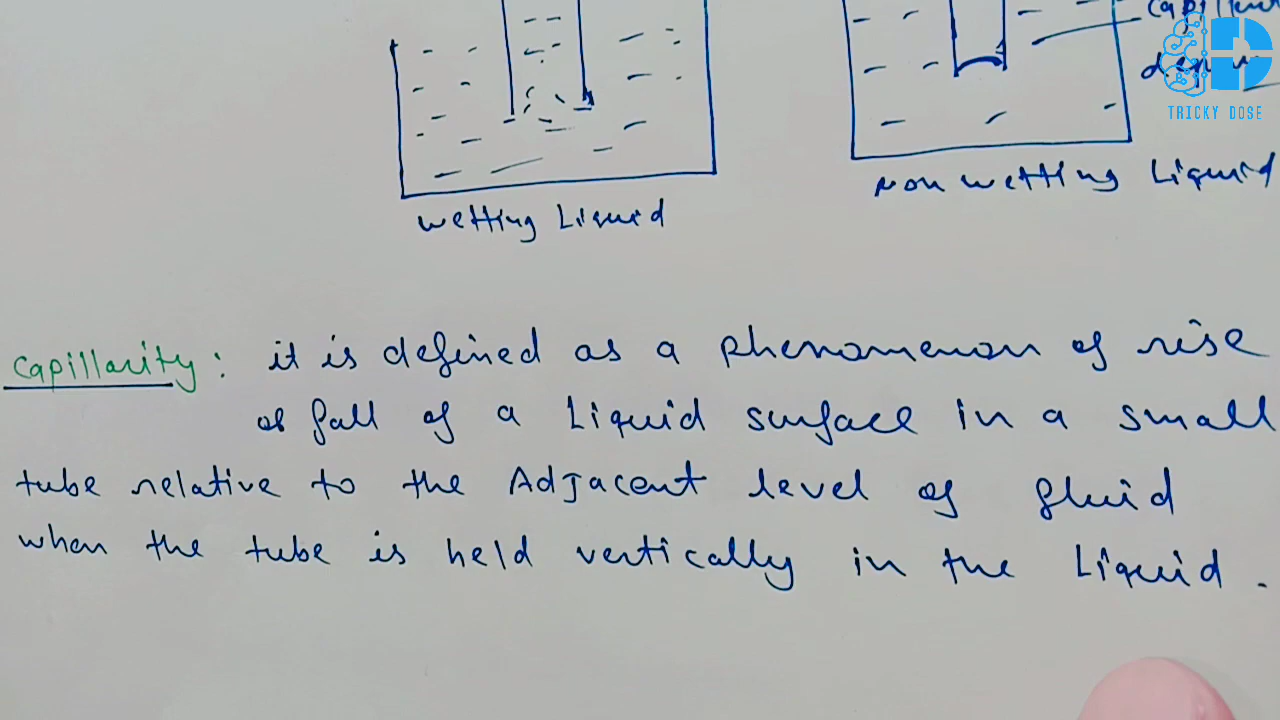 TRICKY DOSE
Wetting Liquid
Non wetting Liquid
Capillarity: it is defined as a phenomenon of rise
or fall of a Liquid surface in a small
tube relative to the Adjacent level of fluid
when the tube is held vertically in the Liquid.